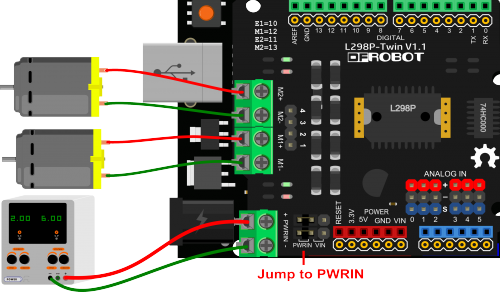 E1=10
M1=12
E2=11
M2=13
AREF
GND
13
12
11
10
9
8
7
6
5
4
3
2
1
0
DIGITAL
TX
RX
L298P-Twin V1.1
DFROBOT
M2+
M2-
M1+
M1-
4
3
2
1
L298P
74HC00D
ANALOG IN
+
−
S
0
1
2
3
4
5
2.00
6.00
+ PWRIN -
PWRIN
VIN
RESET
3.3V
5V
POWER
GND
VIN
Jump to PWRIN